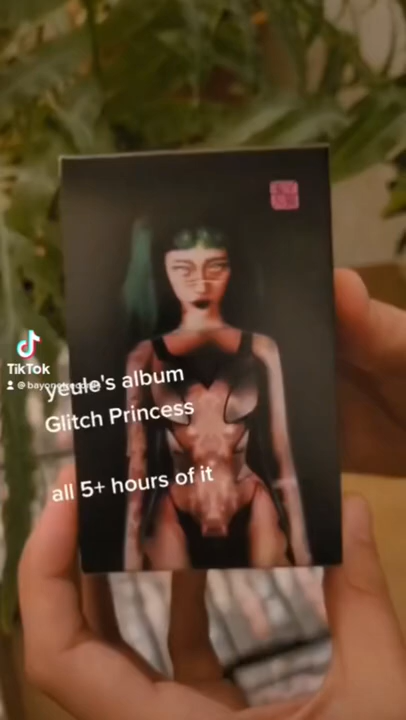 yeule's album
Glitch Princess
all 5+ hours of it
TikTok